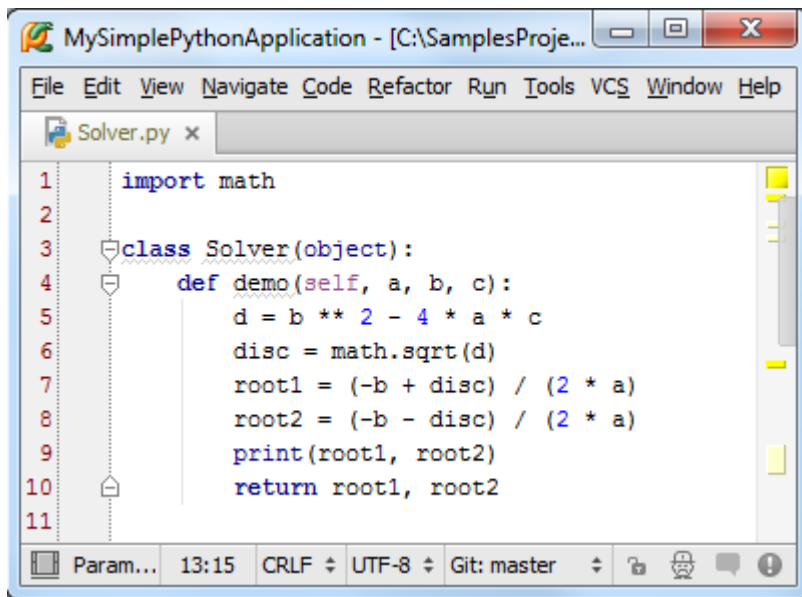 MySimplePythonApplication - [C:\SamplesProje...
File Edit View Navigate Code Refactor Run Tools VCS Window Help
Solver.py
1 import math
2
3 class Solver(object):
4     def demo(self, a, b, c):
5         d = b ** 2 - 4 * a * c
6         disc = math.sqrt(d)
7         root1 = (-b + disc) / (2 * a)
8         root2 = (-b - disc) / (2 * a)
9         print(root1, root2)
10         return root1, root2
11
Param... 13:15 CRLF UTF-8 Git: master